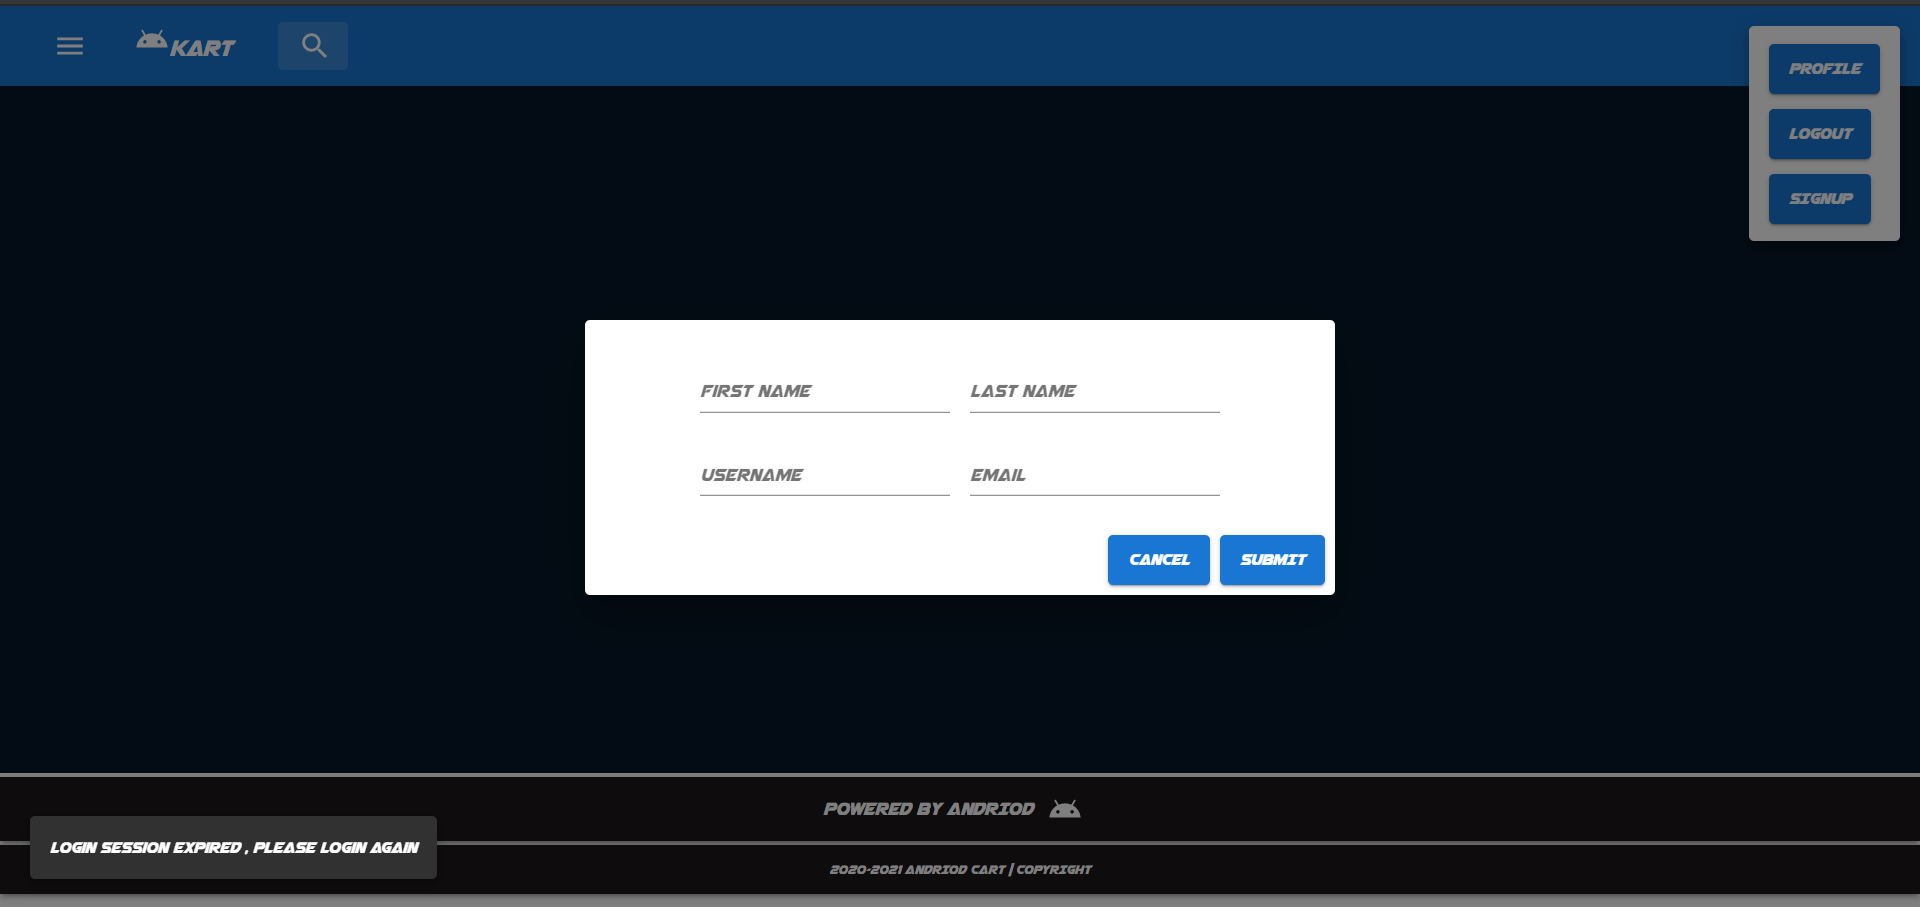 KART
PROFILE
LOGOUT
SIGNUP
FIRST NAME
LAST NAME
USERNAME
EMAIL
CANCEL
SUBMIT
POWERED BY ANDRIOD
LOGIN SESSION EXPIRED , PLEASE LOGIN AGAIN
2020-2021 ANDRIOD CART | COPYRIGHT